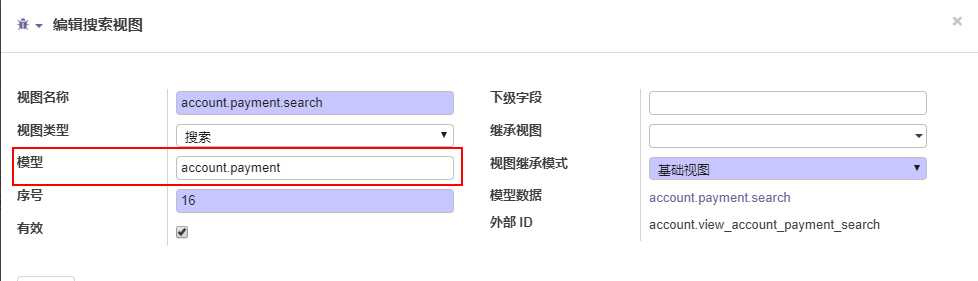 编辑搜索视图
视图名称 account.payment.search 下级字段
视图类型 搜索 继承视图
模型 account.payment 视图继承模式 基础视图
序号 16 模型数据 account.payment.search
有效 外部 ID account.view_account_payment_search